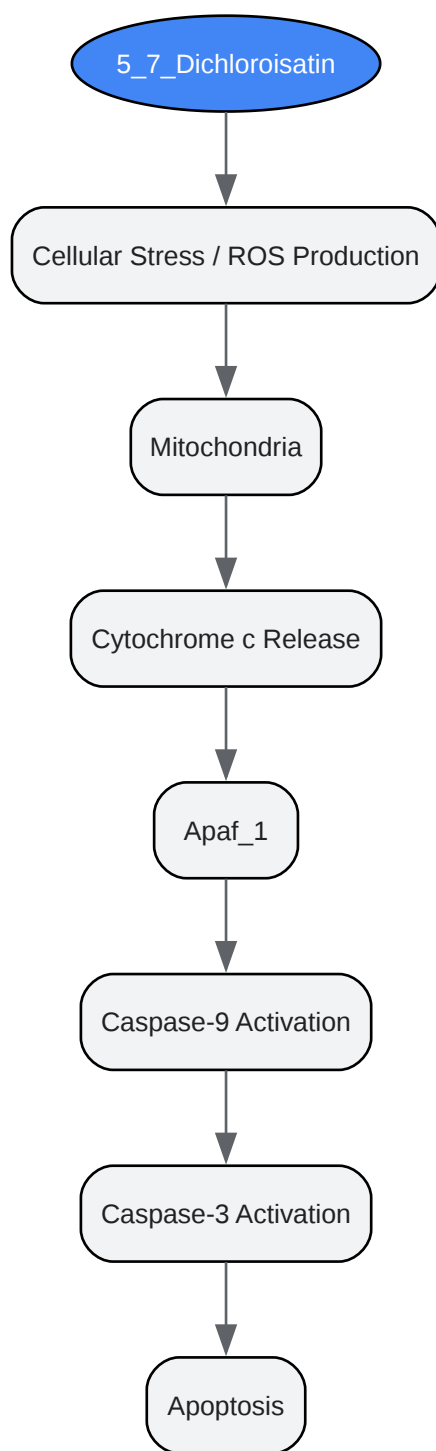 5_7_Dichloroisatin
Cellular Stress / ROS Production
Mitochondria
Cytochrome c Release
Apaf_1
Caspase-9 Activation
Caspase-3 Activation
Apoptosis